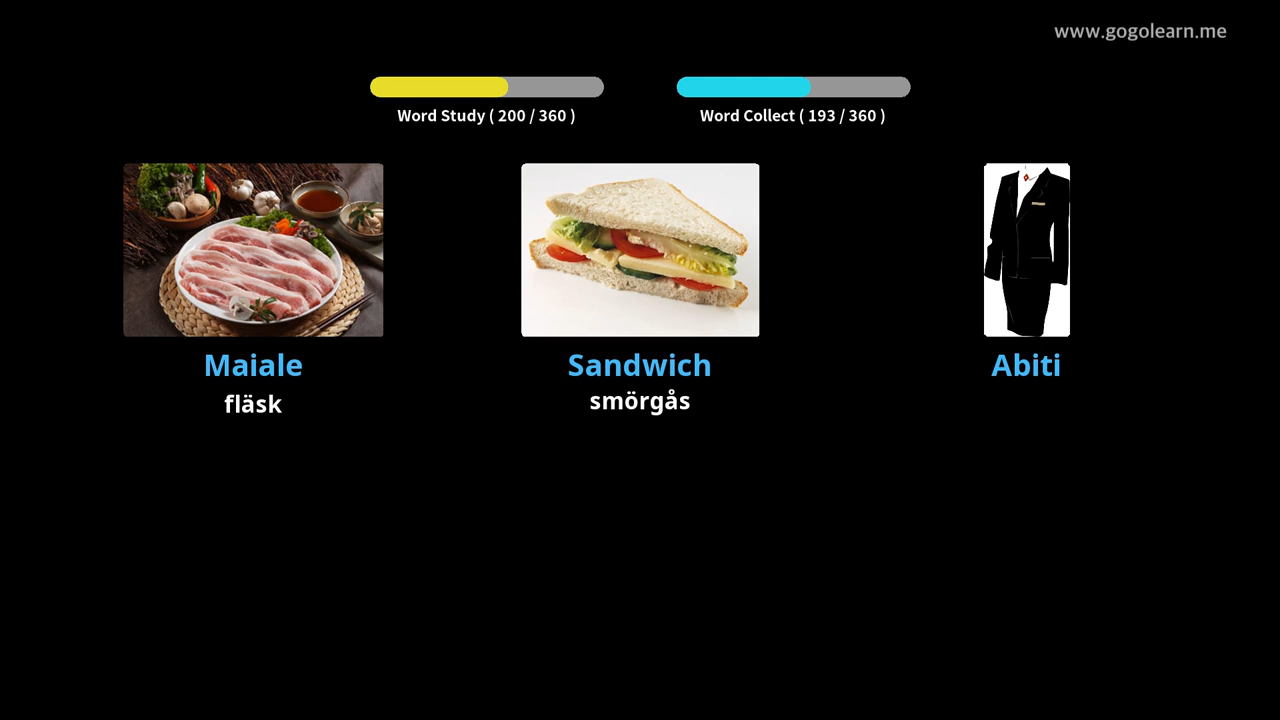 www.gogolearn.me
Word Study ( 200 / 360 )
Word Collect ( 193 / 360 )
Maiale
fläsk
Sandwich
smörgås
Abiti